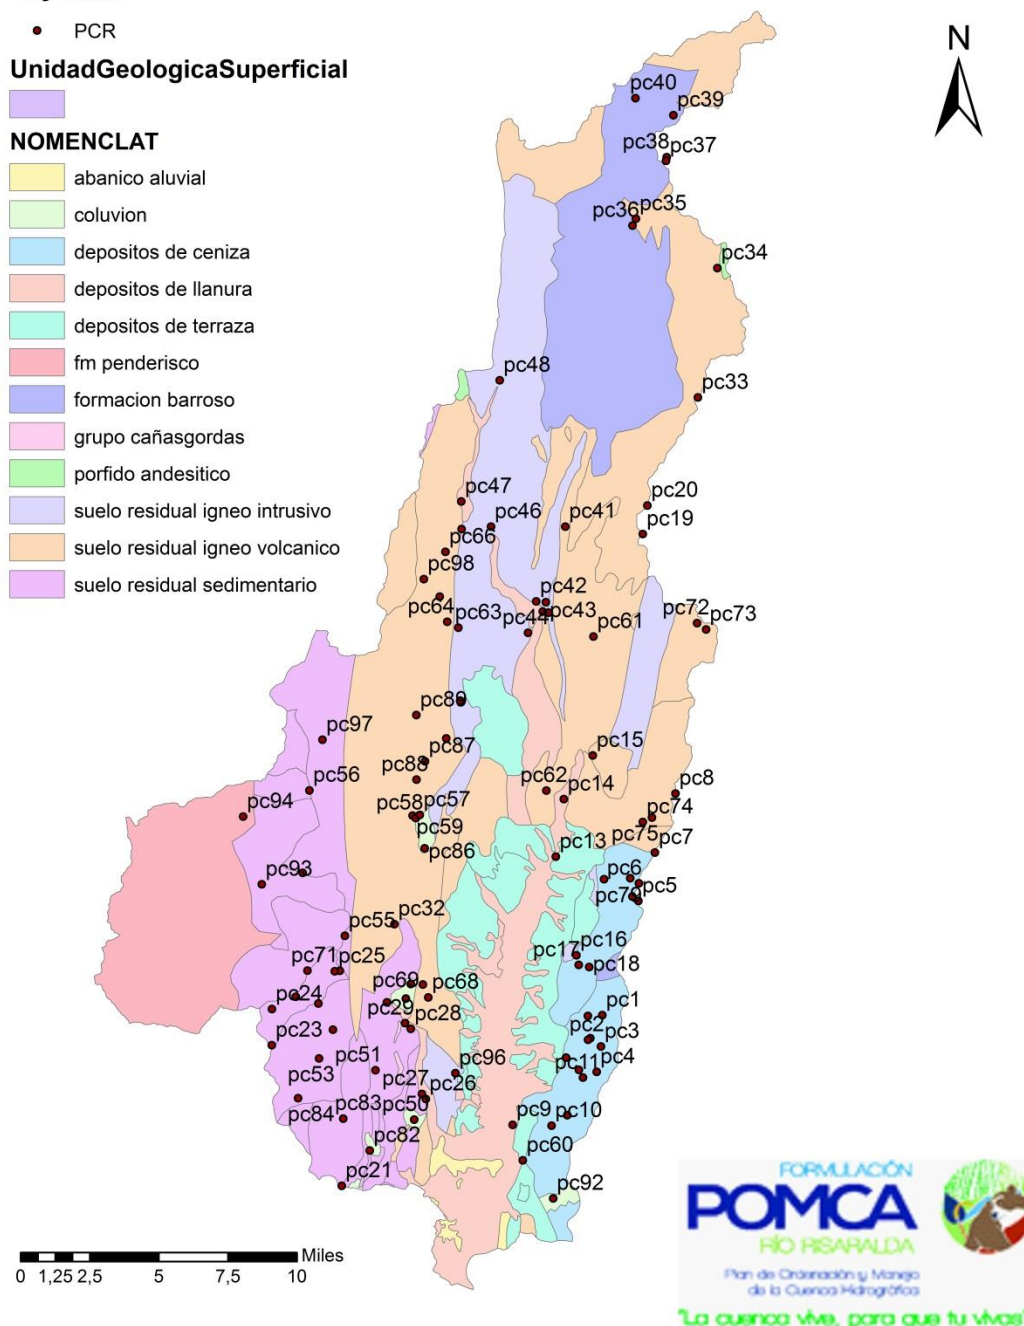 PCR
UnidadGeologicaSuperficial
NOMENCLAT
abanico aluvial
coluvion
depositos de ceniza
depositos de llanura
depositos de terraza
fm penderisco
formacion barroso
grupo cañasgordas
porfido andesitico
suelo residual igneo intrusivo
suelo residual igneo volcanico
suelo residual sedimentario
N
pc40
pc39
pc38 pc37
pc36 pc35
pc34
pc48
pc33
pc47
pc20
pc46 pc41
pc19
pc66
pc98
pc42
pc64 pc63 pc44 pc43 pc61 pc72 pc73
pc89
pc97
pc87
pc15
pc88
pc56
pc62 pc14
pc8
pc94
pc58 pc57
pc74
pc59
pc75
pc86
pc13
pc7
pc93
pc6
pc5
pc79
pc32
pc55
pc16
pc17
pc71 pc25
pc18
pc69 pc68
pc24
pc1
pc29 pc28
pc2
pc23
pc3
pc51
pc96
pc11 pc4
pc53
pc27 pc26
pc84 pc83 pc50
pc9 pc10
pc82
pc60
pc21
pc92
Miles
0 1,25 2,5 5 7,5 10
FORMULACIÓN
POMCA
RÍO RISARALDA
Plan de Ordenación y Manejo
de la Cuenca Hidrográfica
"La cuenca vive, para que tu vivas"